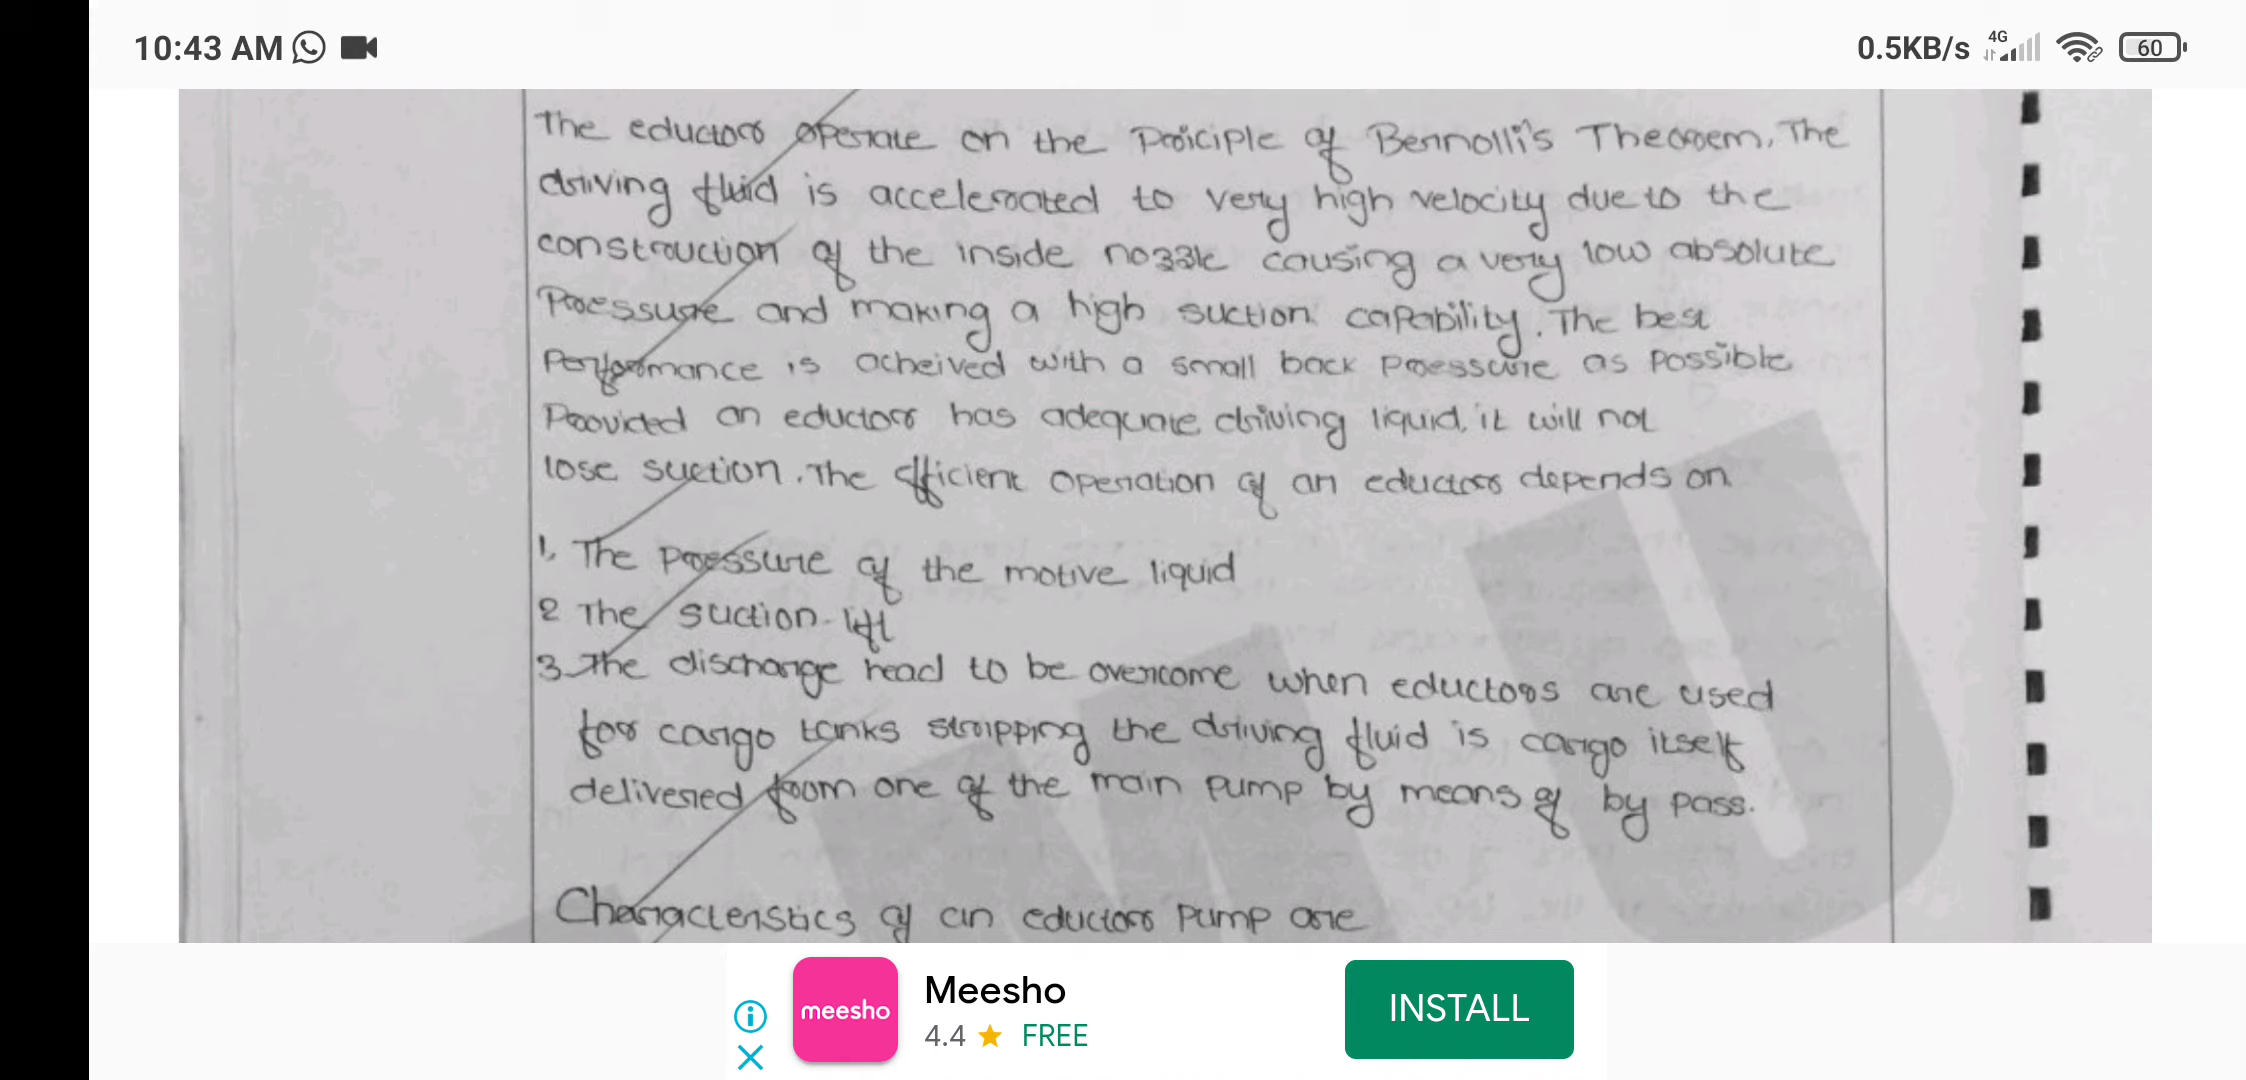 10:43 AM
0.5KB/s 4G 60
The eductors operate on the Priciple of Bernolli's Theorem. The
driving fluid is accelerated to very high velocity due to the
construction of the inside nozzle causing a very low absolute
Pressure and making a high suction capability. The best
Performance is acheived with a small back pressure as possible
Provided an eductors has adequate driving liquid, it will not
lose suction. The efficient operation of an eductors depends on
1. The pressure of the motive liquid
2 The suction lift
3. The discharge head to be overcome when eductors are used
for cargo tanks stripping the driving fluid is cargo itself
delivered from one of the main pump by means of by pass.
Characterstics of an eductors pump are
meesho
Meesho
4.4 ★ FREE
INSTALL